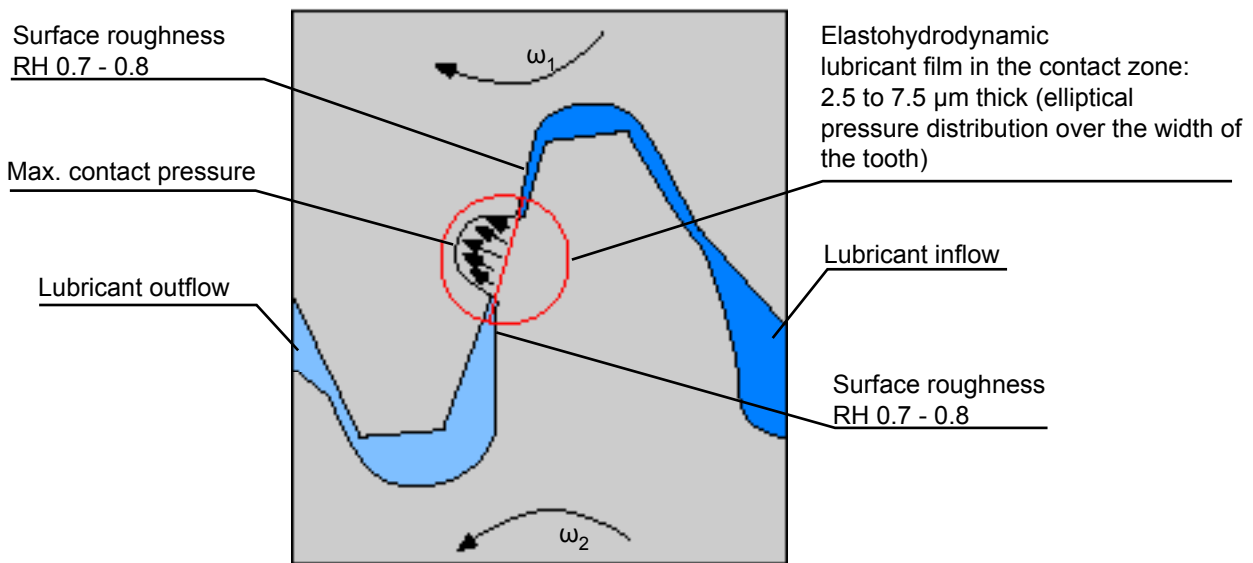 Surface roughness
RH 0.7 - 0.8
Max. contact pressure
Lubricant outflow
ω1
ω2
Elastohydrodynamic
lubricant film in the contact zone:
2.5 to 7.5 µm thick (elliptical
pressure distribution over the width of
the tooth)
Lubricant inflow
Surface roughness
RH 0.7 - 0.8